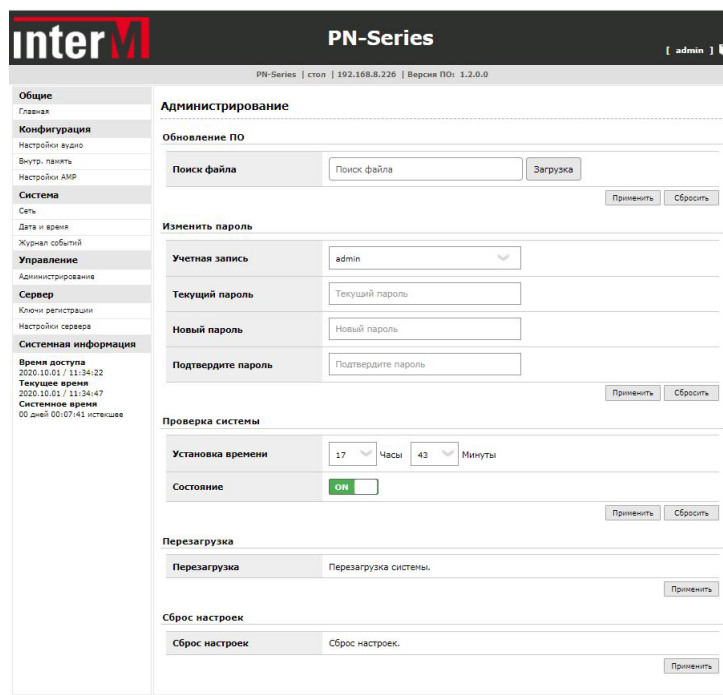 interM
PN-Series
[ admin ]
PN-Series | стол | 192.168.8.226 | Версия ПО: 1.2.0.0
Общие
Главная
Конфигурация
Настройки аудио
Внутр. память
Настройки AMP
Система
Сеть
Дата и время
Журнал событий
Управление
Администрирование
Сервер
Ключи регистрации
Настройки сервера
Системная информация
Время доступа
2020.10.01 / 11:34:22
Текущее время
2020.10.01 / 11:34:47
Системное время
00 дней 00:07:41 истекшее
Администрирование
Обновление ПО
Поиск файла Поиск файла Загрузка
Применить Сбросить
Изменить пароль
Учетная запись admin
Текущий пароль Текущий пароль
Новый пароль Новый пароль
Подтвердите пароль Подтвердите пароль
Применить Сбросить
Проверка системы
Установка времени 17 Часы 43 Минуты
Состояние ON
Применить Сбросить
Перезагрузка
Перезагрузка Перезагрузка системы.
Применить
Сброс настроек
Сброс настроек Сброс настроек.
Применить